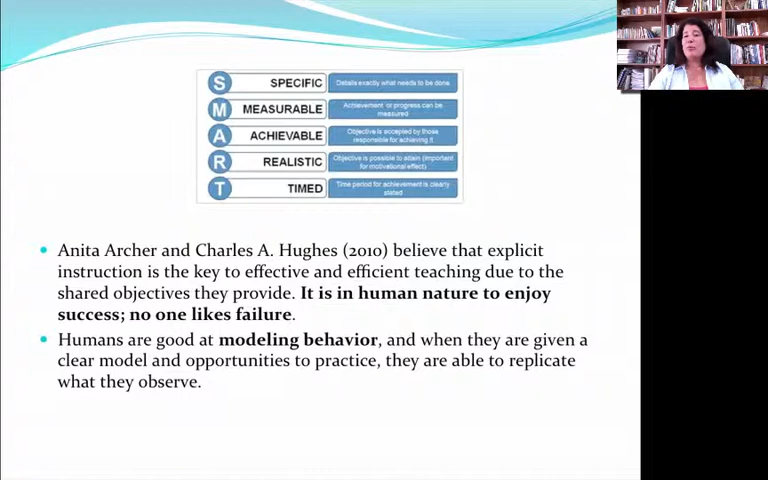 S SPECIFIC Details exactly what needs to be done
M MEASURABLE Achievement or progress can be
measured
A ACHIEVABLE Objective is accepted by those
responsible for achieving it
R REALISTIC Objective is possible to attain (important
for motivational effect)
T TIMED Time period for achievement is clearly
stated
• Anita Archer and Charles A. Hughes (2010) believe that explicit
instruction is the key to effective and efficient teaching due to the
shared objectives they provide. It is in human nature to enjoy
success; no one likes failure.
• Humans are good at modeling behavior, and when they are given a
clear model and opportunities to practice, they are able to replicate
what they observe.